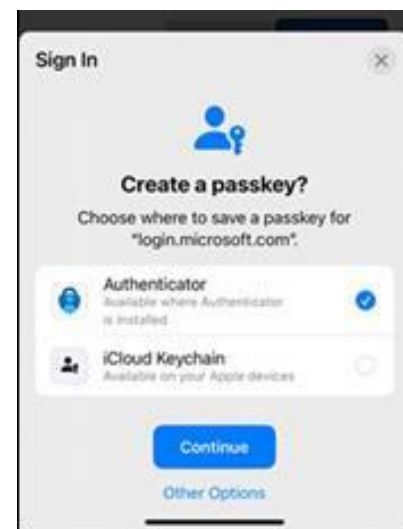 Sign In
Create a passkey?
Choose where to save a passkey for
"login.microsoft.com".
Authenticator
Available where Authenticator
is installed
iCloud Keychain
Available on your Apple devices
Continue
Other Options